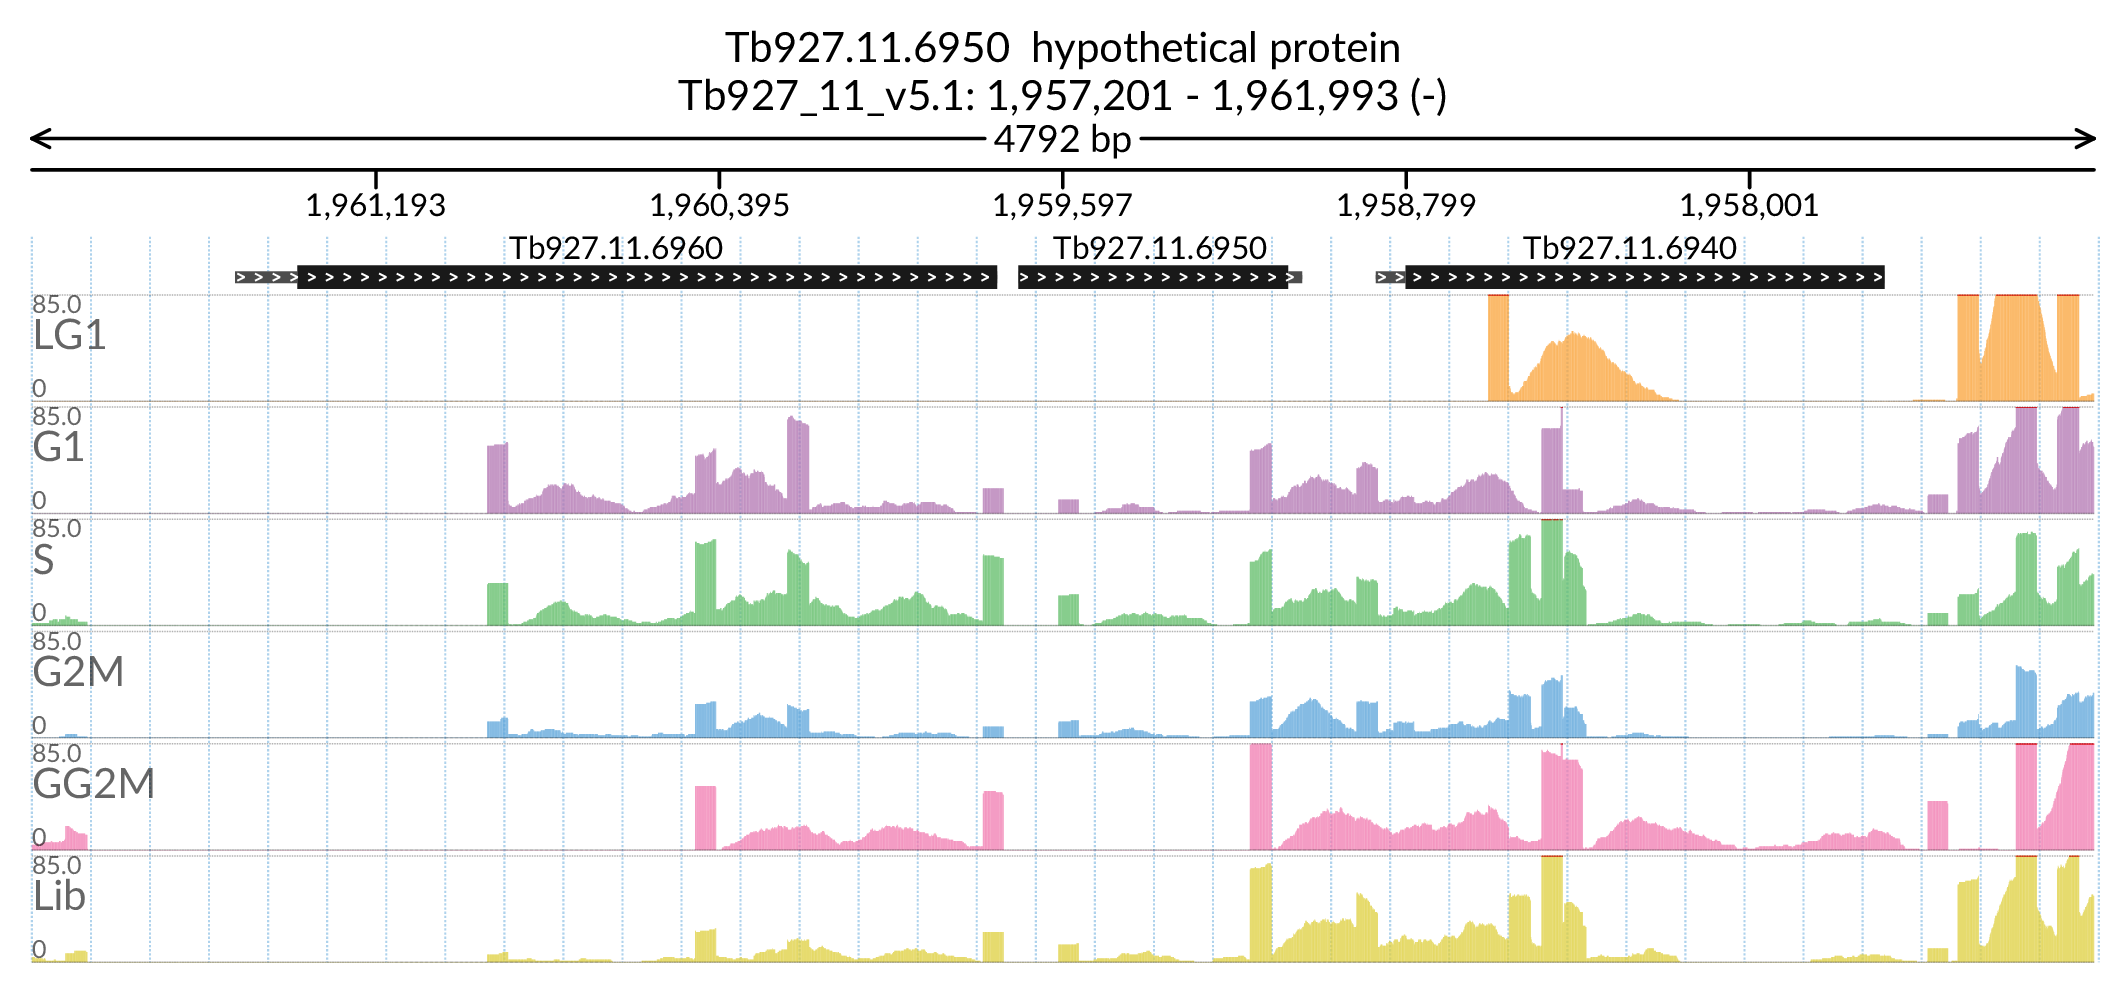 Tb927.11.6950 hypothetical protein
Tb927_11_v5.1: 1,957,201 - 1,961,993 (-)
4792 bp
1,961,193 1,960,395 1,959,597 1,958,799 1,958,001
Tb927.11.6960 Tb927.11.6950 Tb927.11.6940
85.0
LG1
0
85.0
G1
0
85.0
S
0
85.0
G2M
0
85.0
GG2M
0
85.0
Lib
0